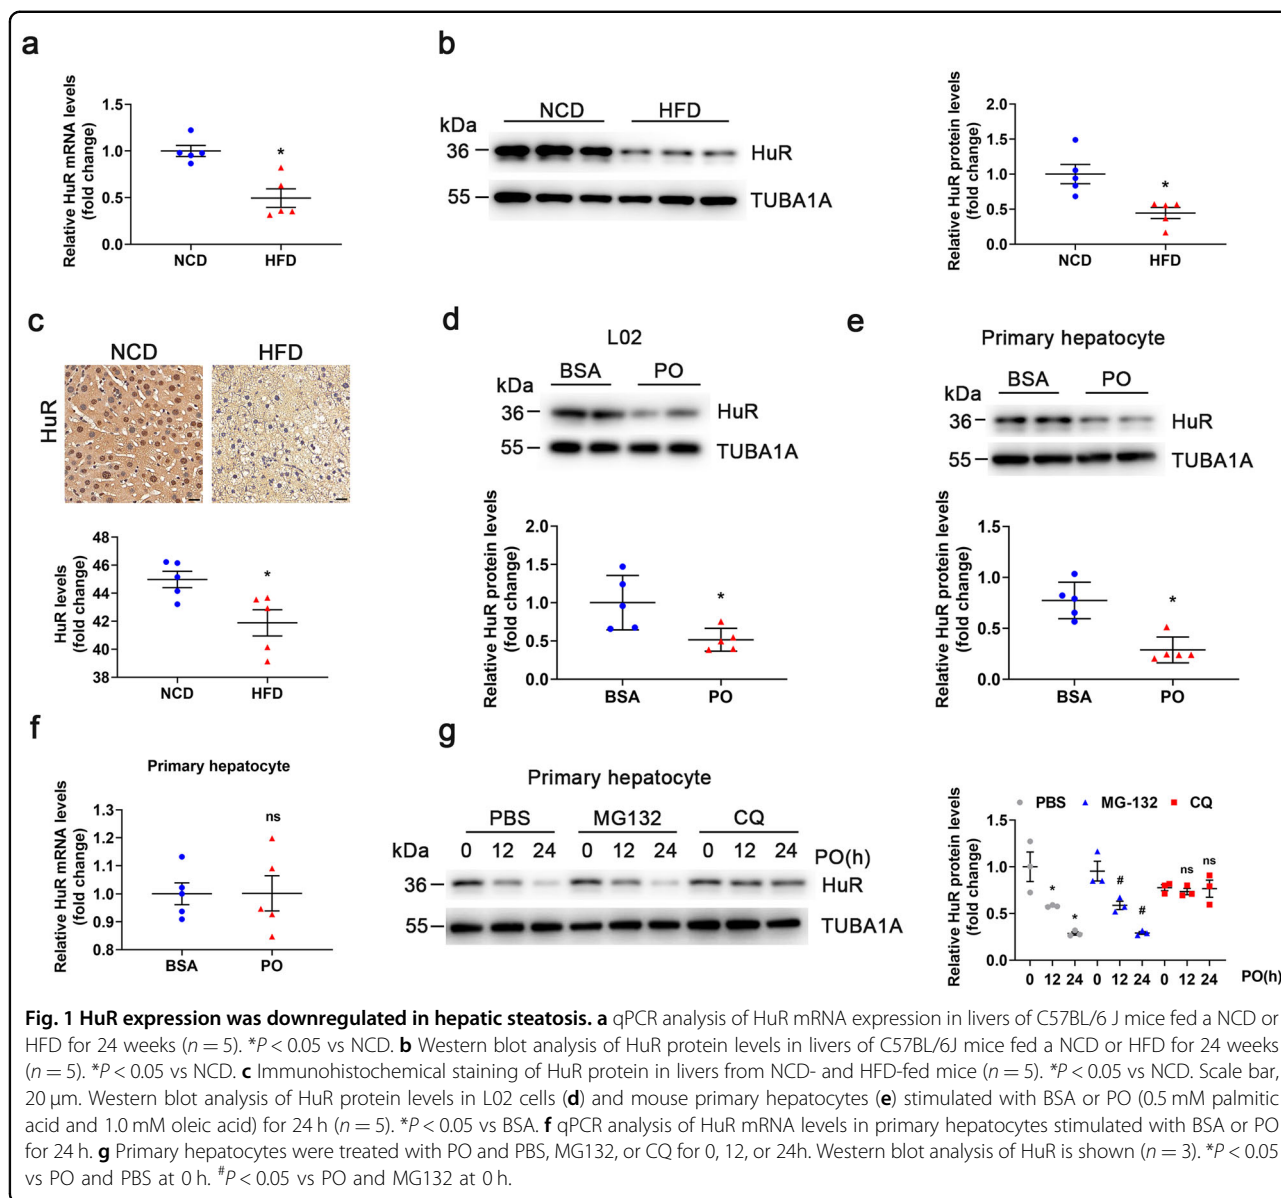 a
Relative HuR mRNA levels
(fold change)
1.5
1.0
0.5
0.0
*
NCD
HFD
b
NCD
HFD
kDa
36
HuR
55
TUBA1A
Relative HuR protein levels
(fold change)
2.0
1.5
1.0
0.5
0.0
*
NCD
HFD
c
NCD
HFD
HuR
HuR levels
(fold change)
48
46
44
42
40
38
*
NCD
HFD
d
L02
BSA
PO
kDa
36
HuR
55
TUBA1A
Relative HuR protein levels
(fold change)
2.0
1.5
1.0
0.5
0.0
*
BSA
PO
e
Primary hepatocyte
BSA
PO
kDa
36
HuR
55
TUBA1A
Relative HuR protein levels
(fold change)
1.5
1.0
0.5
0.0
*
BSA
PO
f
Primary hepatocyte
Relative HuR mRNA levels
(fold change)
1.3
1.2
1.1
1.0
0.9
0.8
ns
BSA
PO
g
Primary hepatocyte
PBS
MG132
CQ
kDa
0 12 24 0 12 24 0 12 24
PO(h)
36
HuR
55
TUBA1A
PBS
MG-132
CQ
Relative HuR protein levels
(fold change)
1.5
1.0
0.5
0.0
*
*
#
#
ns
ns
0 12 24 0 12 24 0 12 24 PO(h)
Fig. 1 HuR expression was downregulated in hepatic steatosis. a qPCR analysis of HuR mRNA expression in livers of C57BL/6 J mice fed a NCD or
HFD for 24 weeks (n = 5). *P < 0.05 vs NCD. b Western blot analysis of HuR protein levels in livers of C57BL/6J mice fed a NCD or HFD for 24 weeks
(n = 5). *P < 0.05 vs NCD. c Immunohistochemical staining of HuR protein in livers from NCD- and HFD-fed mice (n = 5). *P < 0.05 vs NCD. Scale bar,
20 μm. Western blot analysis of HuR protein levels in L02 cells (d) and mouse primary hepatocytes (e) stimulated with BSA or PO (0.5 mM palmitic
acid and 1.0 mM oleic acid) for 24 h (n = 5). *P < 0.05 vs BSA. f qPCR analysis of HuR mRNA levels in primary hepatocytes stimulated with BSA or PO
for 24 h. g Primary hepatocytes were treated with PO and PBS, MG132, or CQ for 0, 12, or 24h. Western blot analysis of HuR is shown (n = 3). *P < 0.05
vs PO and PBS at 0 h. #P < 0.05 vs PO and MG132 at 0 h.